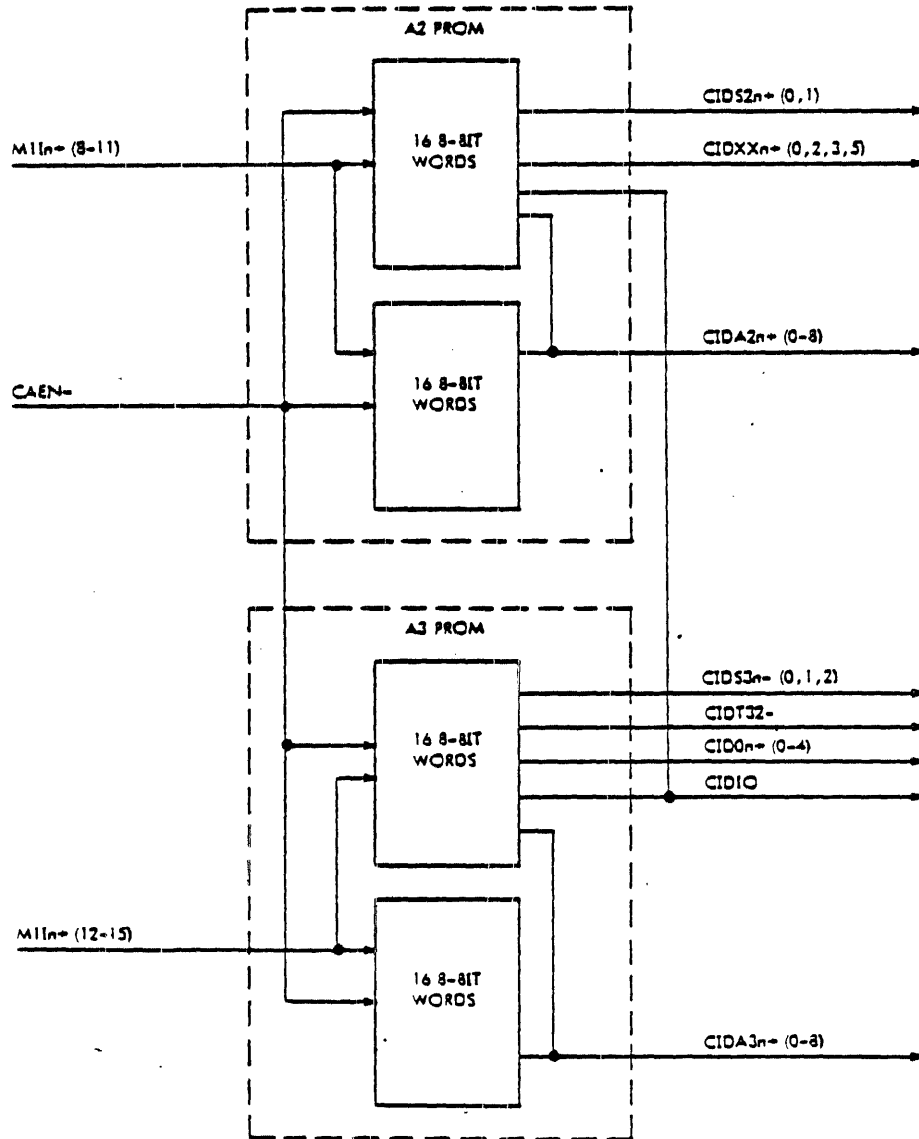 A2 PROM
16 8-BIT
WORDS
CIDS2n+ (0,1)
M1In+ (8-11)
CIDXXn+ (0,2,3,5)
16 8-BIT
WORDS
CIDA2n+ (0-8)
CAEN-
A3 PROM
16 8-BIT
WORDS
CIDS3n- (0,1,2)
CIDT32-
CID0n+ (0-4)
CIDIO
M1In+ (12-15)
16 8-BIT
WORDS
CIDA3n+ (0-8)